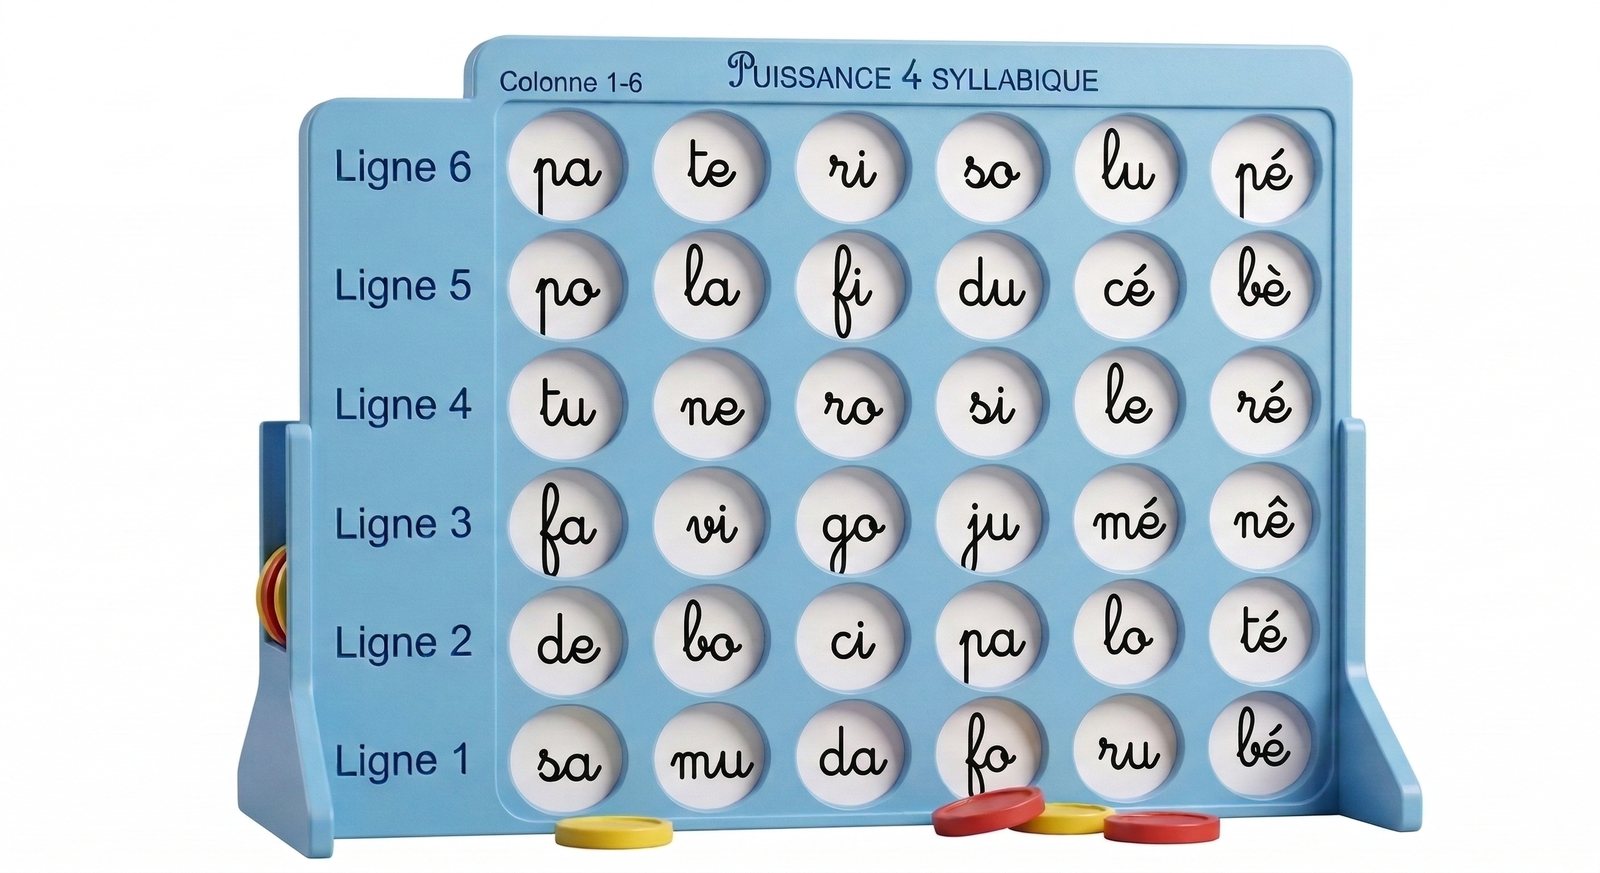 Colonne 1-6 PUISSANCE 4 SYLLABIQUE
Ligne 6 pa te ri so lu pé
Ligne 5 po la fi du cé bè
Ligne 4 tu ne ro si le ré
Ligne 3 fa vi go ju mé nê
Ligne 2 de bo ci pa lo té
Ligne 1 sa mu da fo ru bé